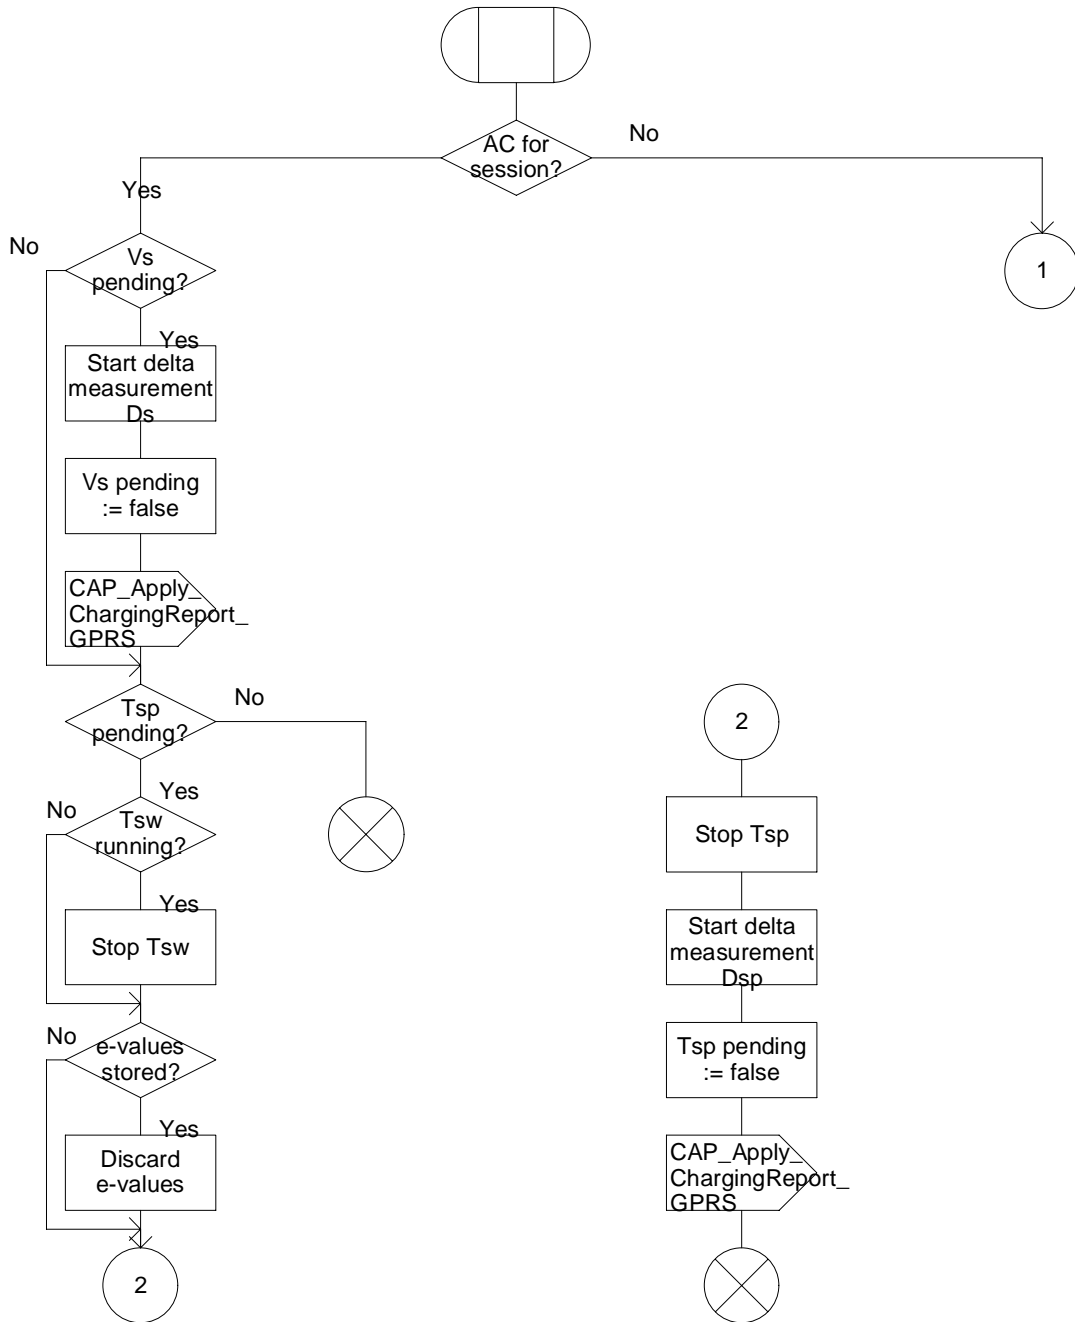 AC for
session?
No
Yes
No
Vs
pending?
1
Yes
Start delta
measurement
Ds
Vs pending
:= false
CAP_Apply_
ChargingReport_
GPRS
Tsp
pending?
No
Yes
No
Tsw
running?
Yes
Stop Tsw
No
e-values
stored?
Yes
Discard
e-values
2
2
Stop Tsp
Start delta
measurement
Dsp
Tsp pending
:= false
CAP_Apply_
ChargingReport_
GPRS